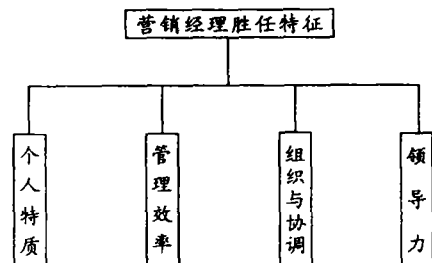 营销经理胜任特征
个人特质
管理效率
组织与协调
领导力